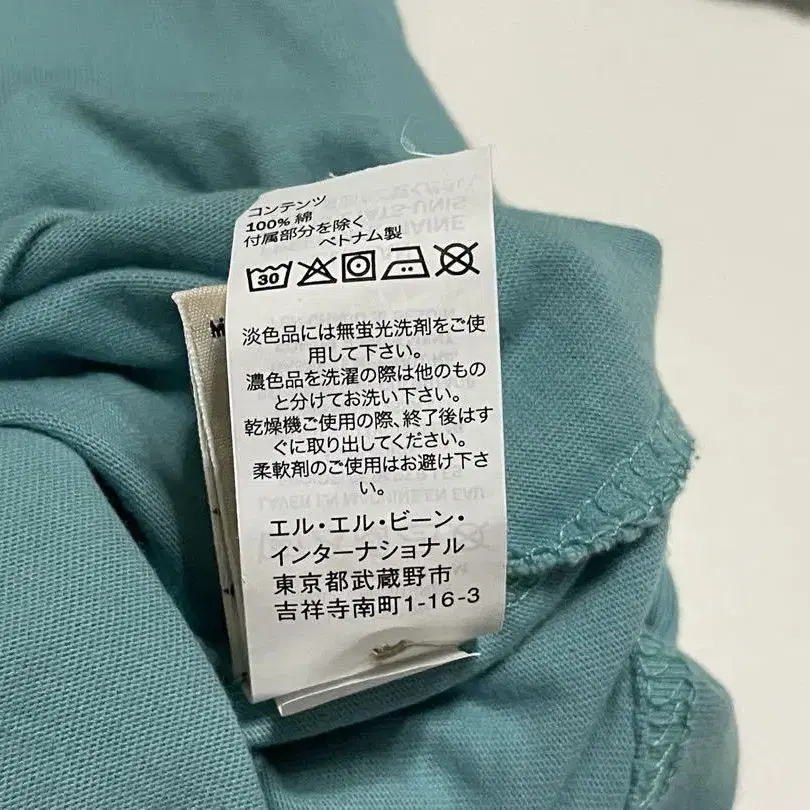 コンテンツ
100% 綿
付属部分を除く
ベトナム製
30
淡色品には無蛍光洗剤をご使
用して下さい。
濃色品を洗濯の際は他のもの
と分けてお洗い下さい。
乾燥機ご使用の際、終了後はす
ぐに取り出してください。
柔軟剤のご使用はお避け下さ
い。
エル・エル・ビーン・
インターナショナル
東京都武蔵野市
吉祥寺南町1-16-3